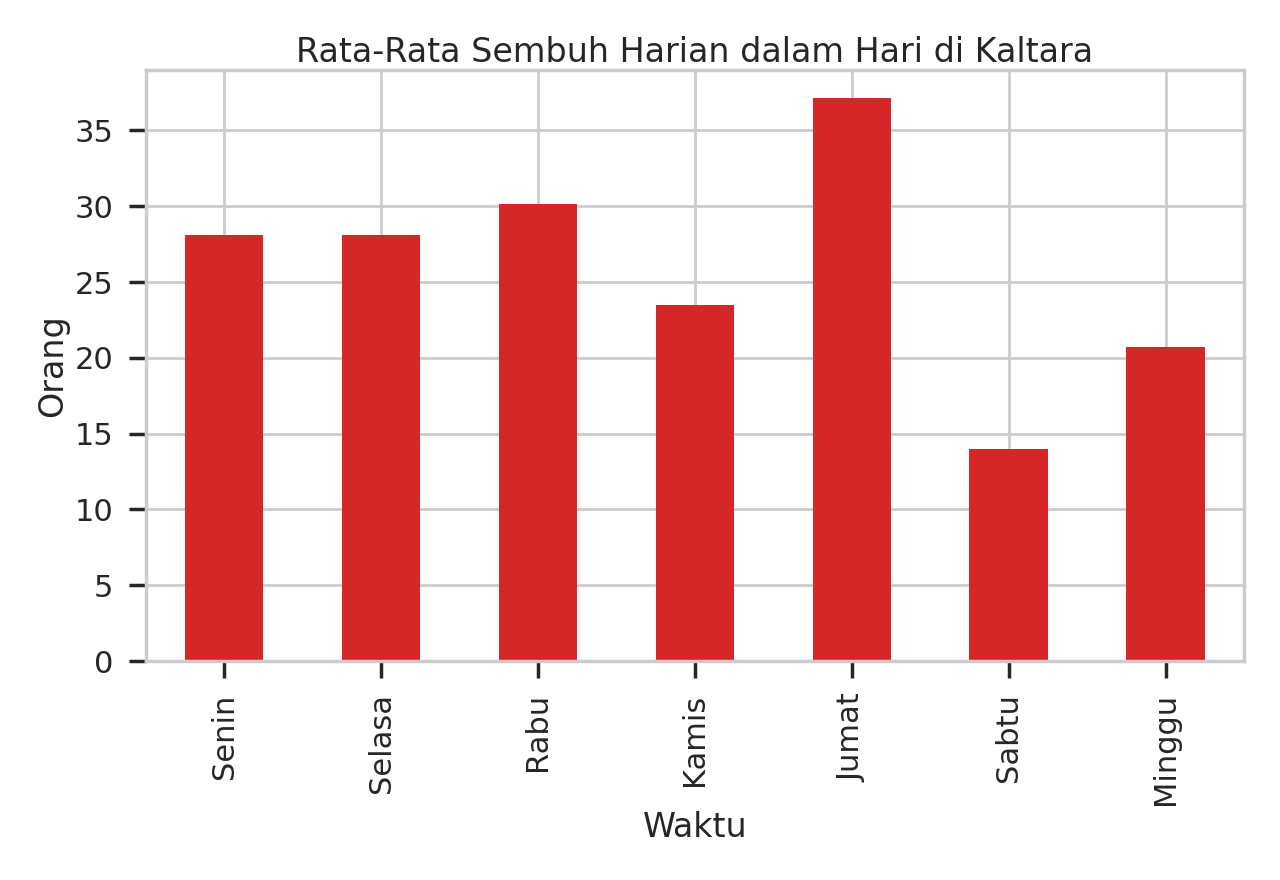 Rata-Rata Sembuh Harian dalam Hari di Kaltara
35
30
25
20
15
10
5
0
Orang
Senin
Selasa
Rabu
Kamis
Jumat
Sabtu
Minggu
Waktu